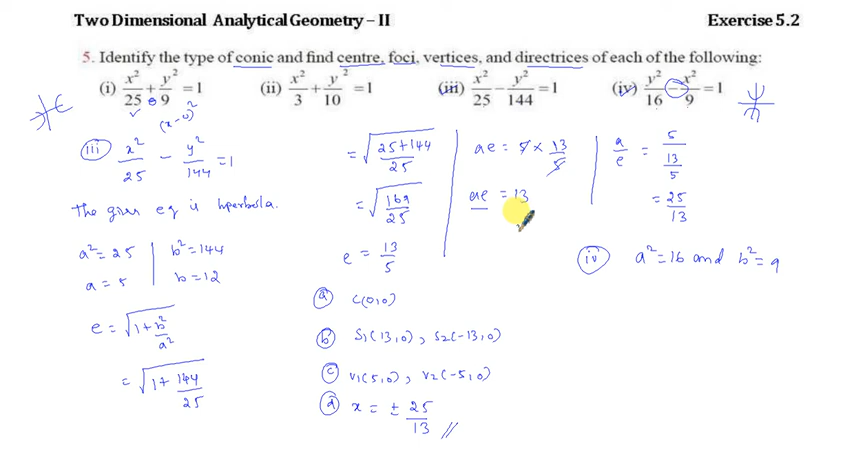 Two Dimensional Analytical Geometry – II Exercise 5.2
5. Identify the type of conic and find centre, foci, vertices, and directrices of each of the following:
(i) x²/25 + y²/9 = 1 (ii) x²/3 + y²/10 = 1 (iii) x²/25 − y²/144 = 1 (iv) y²/16 − x²/9 = 1
iii x²/25 − y²/144 = 1
The given eq is hperbola.
a² = 25 | b² = 144
a = 5 | b = 12
e = √(1 + b²/a²)
= √(1 + 144/25)
= √((25+144)/25)
= √(169/25)
e = 13/5
ⓐ C(0,0)
ⓑ S1(13,0), S2(-13,0)
ⓒ V1(5,0), V2(-5,0)
ⓓ x = ± 25/13 //
ae = 5 × 13/5
ae = 13
a/e = 5/(13/5)
= 25/13
iv a² = 16 and b² = 9